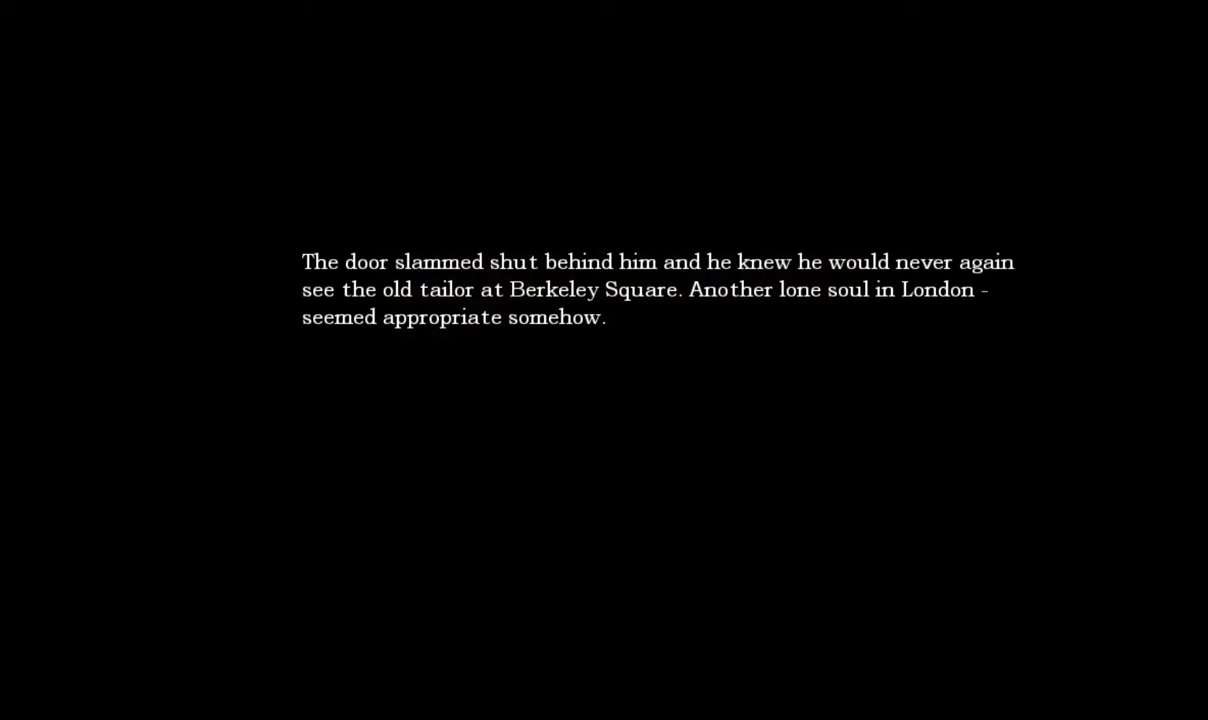 The door slammed shut behind him and he knew he would never again
see the old tailor at Berkeley Square. Another lone soul in London -
seemed appropriate somehow.